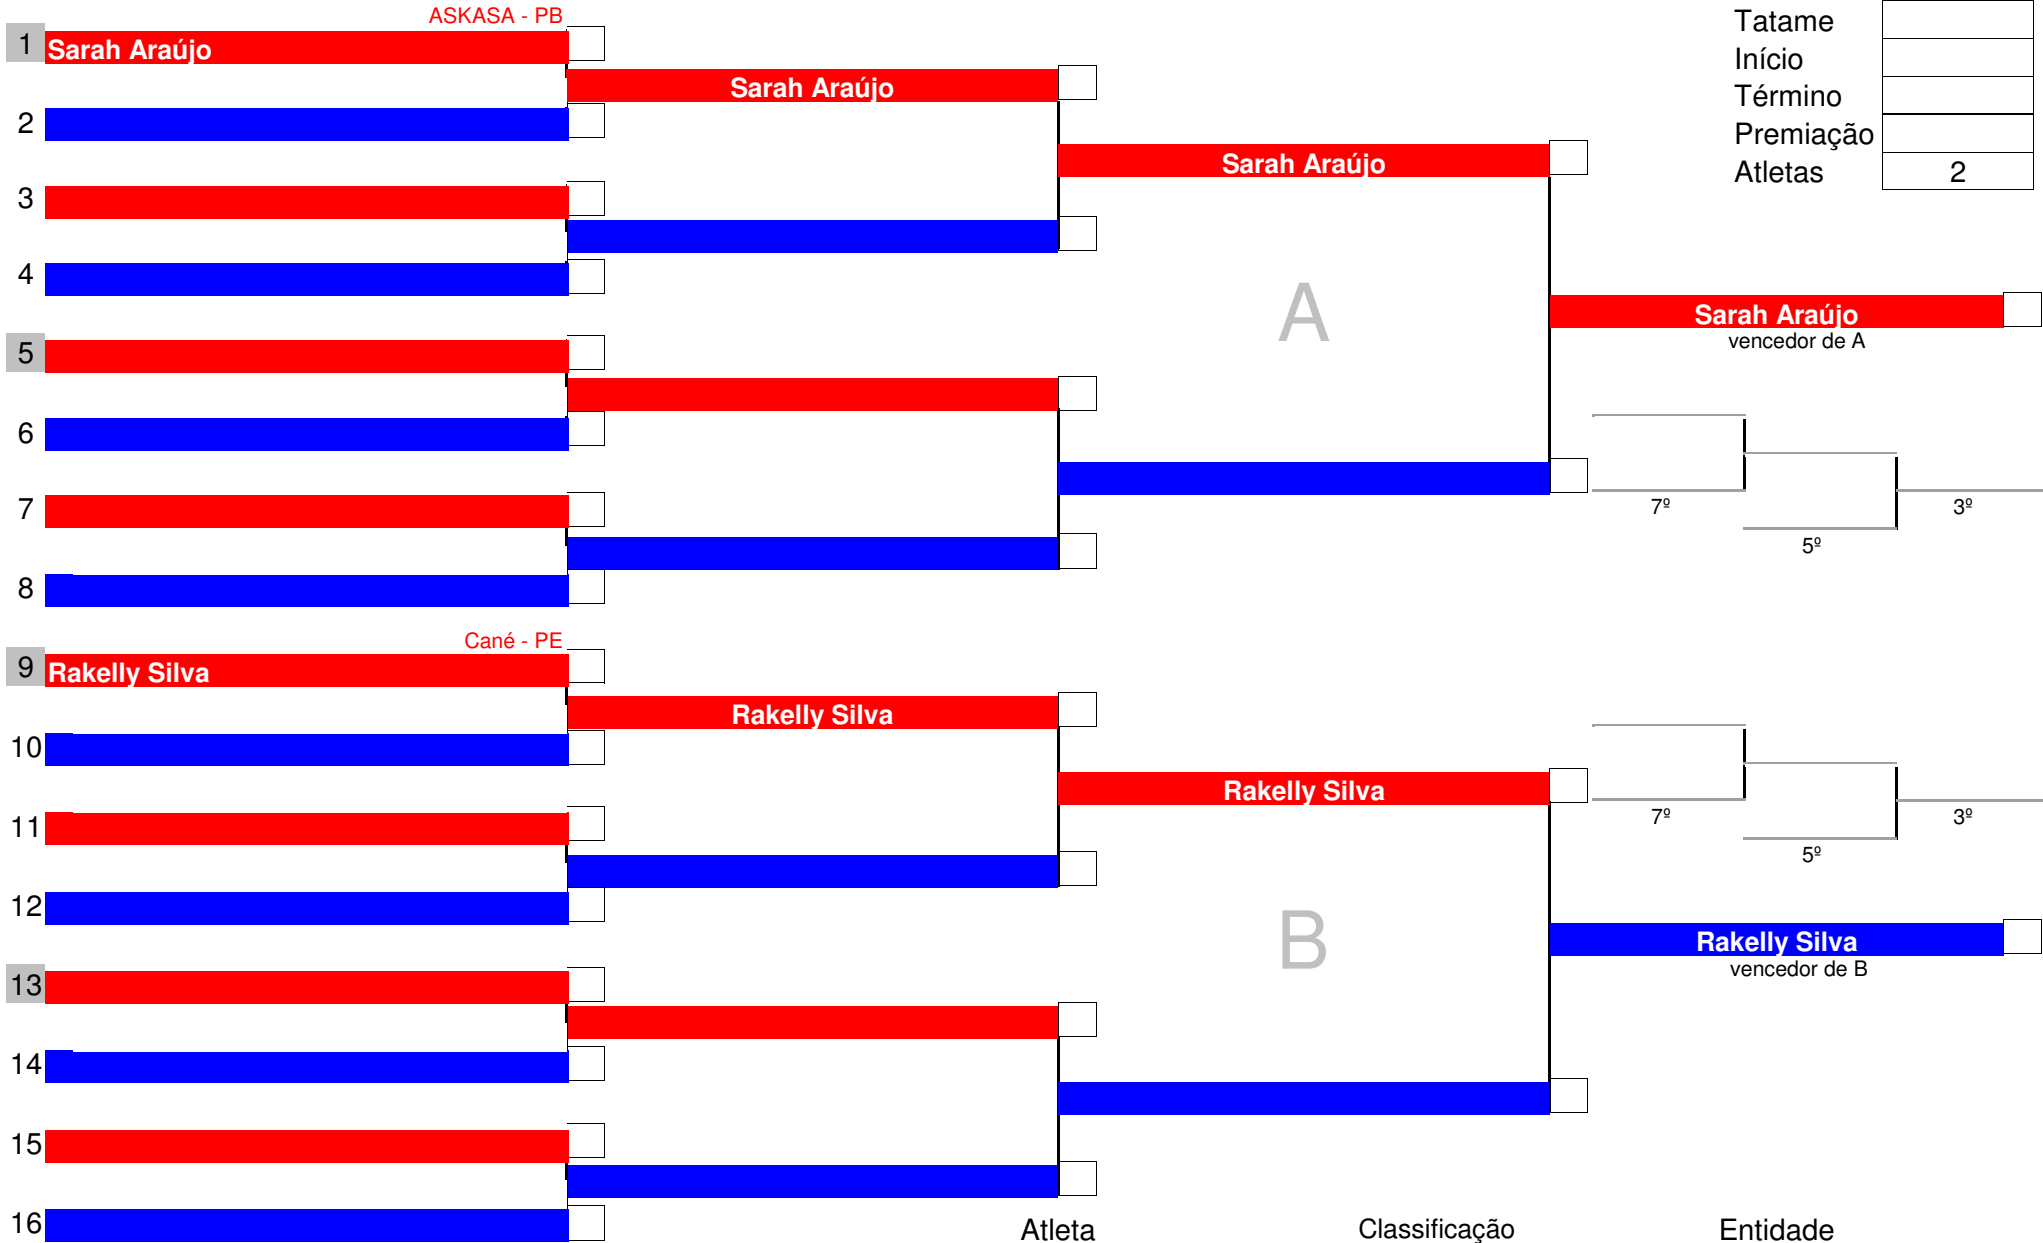 ASKASA - PB
1 Sarah Araújo
Sarah Araújo
2
Sarah Araújo
3
4
A
Sarah Araújo
vencedor de A
5
6
7
8
7º
5º
3º
Cané - PE
9 Rakelly Silva
Rakelly Silva
10
Rakelly Silva
11
12
7º
5º
3º
B
Rakelly Silva
vencedor de B
13
14
15
16
Tatame
Início
Término
Premiação
Atletas 2
Atleta Classificação Entidade